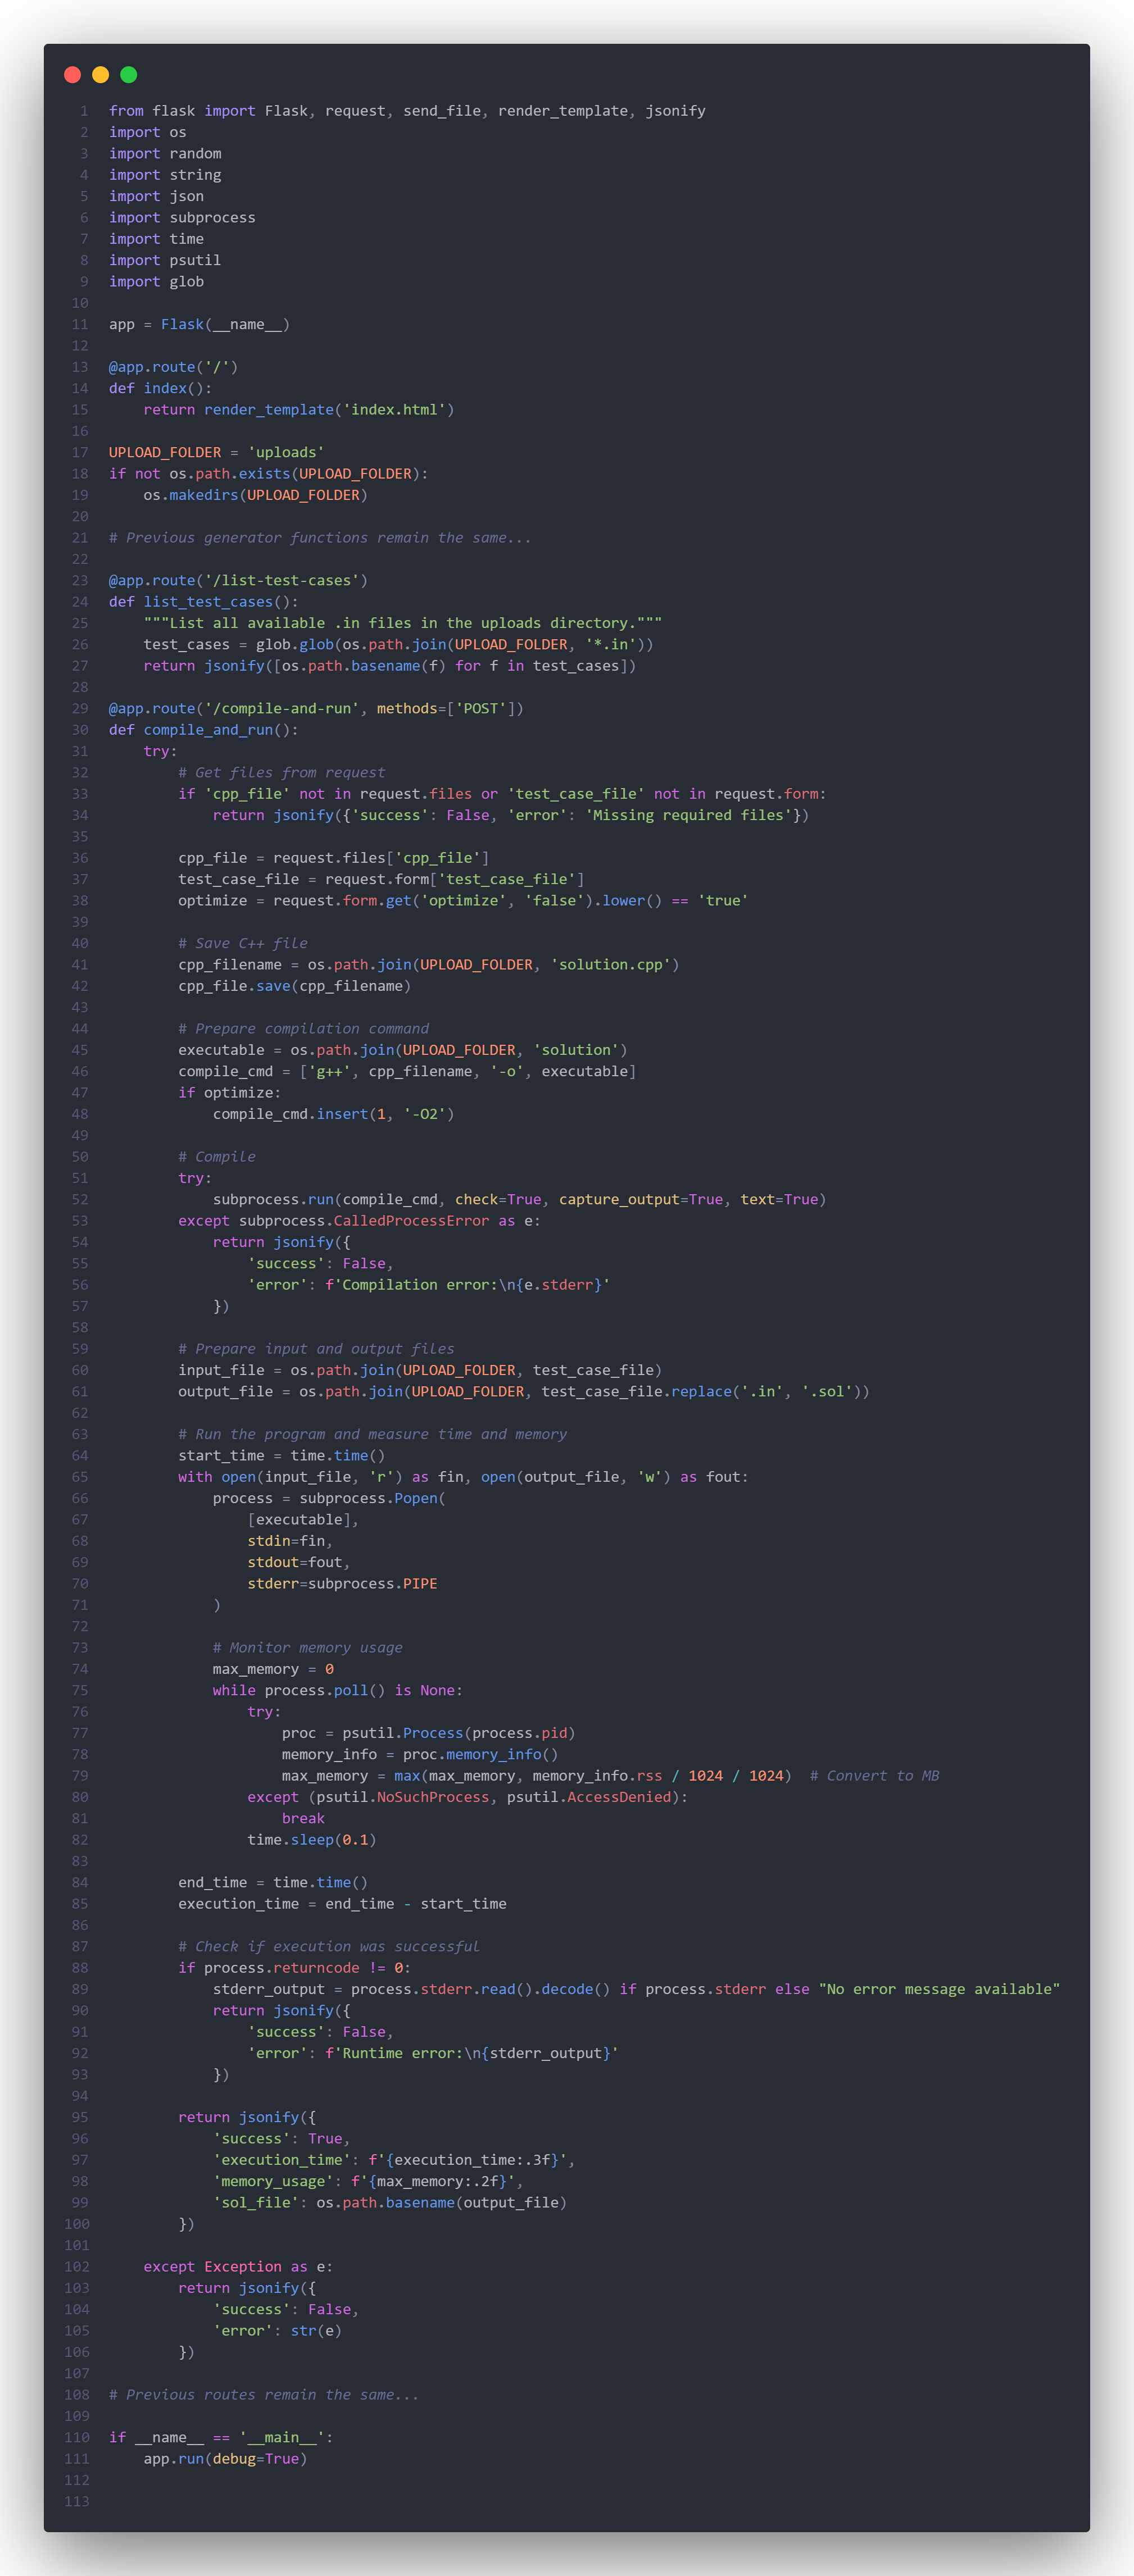 1 from flask import Flask, request, send_file, render_template, jsonify
2 import os
3 import random
4 import string
5 import json
6 import subprocess
7 import time
8 import psutil
9 import glob
10
11 app = Flask(__name__)
12
13 @app.route('/')
14 def index():
15     return render_template('index.html')
16
17 UPLOAD_FOLDER = 'uploads'
18 if not os.path.exists(UPLOAD_FOLDER):
19     os.makedirs(UPLOAD_FOLDER)
20
21 # Previous generator functions remain the same...
22
23 @app.route('/list-test-cases')
24 def list_test_cases():
25     """List all available .in files in the uploads directory."""
26     test_cases = glob.glob(os.path.join(UPLOAD_FOLDER, '*.in'))
27     return jsonify([os.path.basename(f) for f in test_cases])
28
29 @app.route('/compile-and-run', methods=['POST'])
30 def compile_and_run():
31     try:
32         # Get files from request
33         if 'cpp_file' not in request.files or 'test_case_file' not in request.form:
34             return jsonify({'success': False, 'error': 'Missing required files'})
35
36         cpp_file = request.files['cpp_file']
37         test_case_file = request.form['test_case_file']
38         optimize = request.form.get('optimize', 'false').lower() == 'true'
39
40         # Save C++ file
41         cpp_filename = os.path.join(UPLOAD_FOLDER, 'solution.cpp')
42         cpp_file.save(cpp_filename)
43
44         # Prepare compilation command
45         executable = os.path.join(UPLOAD_FOLDER, 'solution')
46         compile_cmd = ['g++', cpp_filename, '-o', executable]
47         if optimize:
48             compile_cmd.insert(1, '-O2')
49
50         # Compile
51         try:
52             subprocess.run(compile_cmd, check=True, capture_output=True, text=True)
53         except subprocess.CalledProcessError as e:
54             return jsonify({
55                 'success': False,
56                 'error': f'Compilation error:\n{e.stderr}'
57             })
58
59         # Prepare input and output files
60         input_file = os.path.join(UPLOAD_FOLDER, test_case_file)
61         output_file = os.path.join(UPLOAD_FOLDER, test_case_file.replace('.in', '.sol'))
62
63         # Run the program and measure time and memory
64         start_time = time.time()
65         with open(input_file, 'r') as fin, open(output_file, 'w') as fout:
66             process = subprocess.Popen(
67                 [executable],
68                 stdin=fin,
69                 stdout=fout,
70                 stderr=subprocess.PIPE
71             )
72
73             # Monitor memory usage
74             max_memory = 0
75             while process.poll() is None:
76                 try:
77                     proc = psutil.Process(process.pid)
78                     memory_info = proc.memory_info()
79                     max_memory = max(max_memory, memory_info.rss / 1024 / 1024)  # Convert to MB
80                 except (psutil.NoSuchProcess, psutil.AccessDenied):
81                     break
82                 time.sleep(0.1)
83
84         end_time = time.time()
85         execution_time = end_time - start_time
86
87         # Check if execution was successful
88         if process.returncode != 0:
89             stderr_output = process.stderr.read().decode() if process.stderr else "No error message available"
90             return jsonify({
91                 'success': False,
92                 'error': f'Runtime error:\n{stderr_output}'
93             })
94
95         return jsonify({
96             'success': True,
97             'execution_time': f'{execution_time:.3f}',
98             'memory_usage': f'{max_memory:.2f}',
99             'sol_file': os.path.basename(output_file)
100         })
101
102     except Exception as e:
103         return jsonify({
104             'success': False,
105             'error': str(e)
106         })
107
108 # Previous routes remain the same...
109
110 if __name__ == '__main__':
111     app.run(debug=True)
112
113